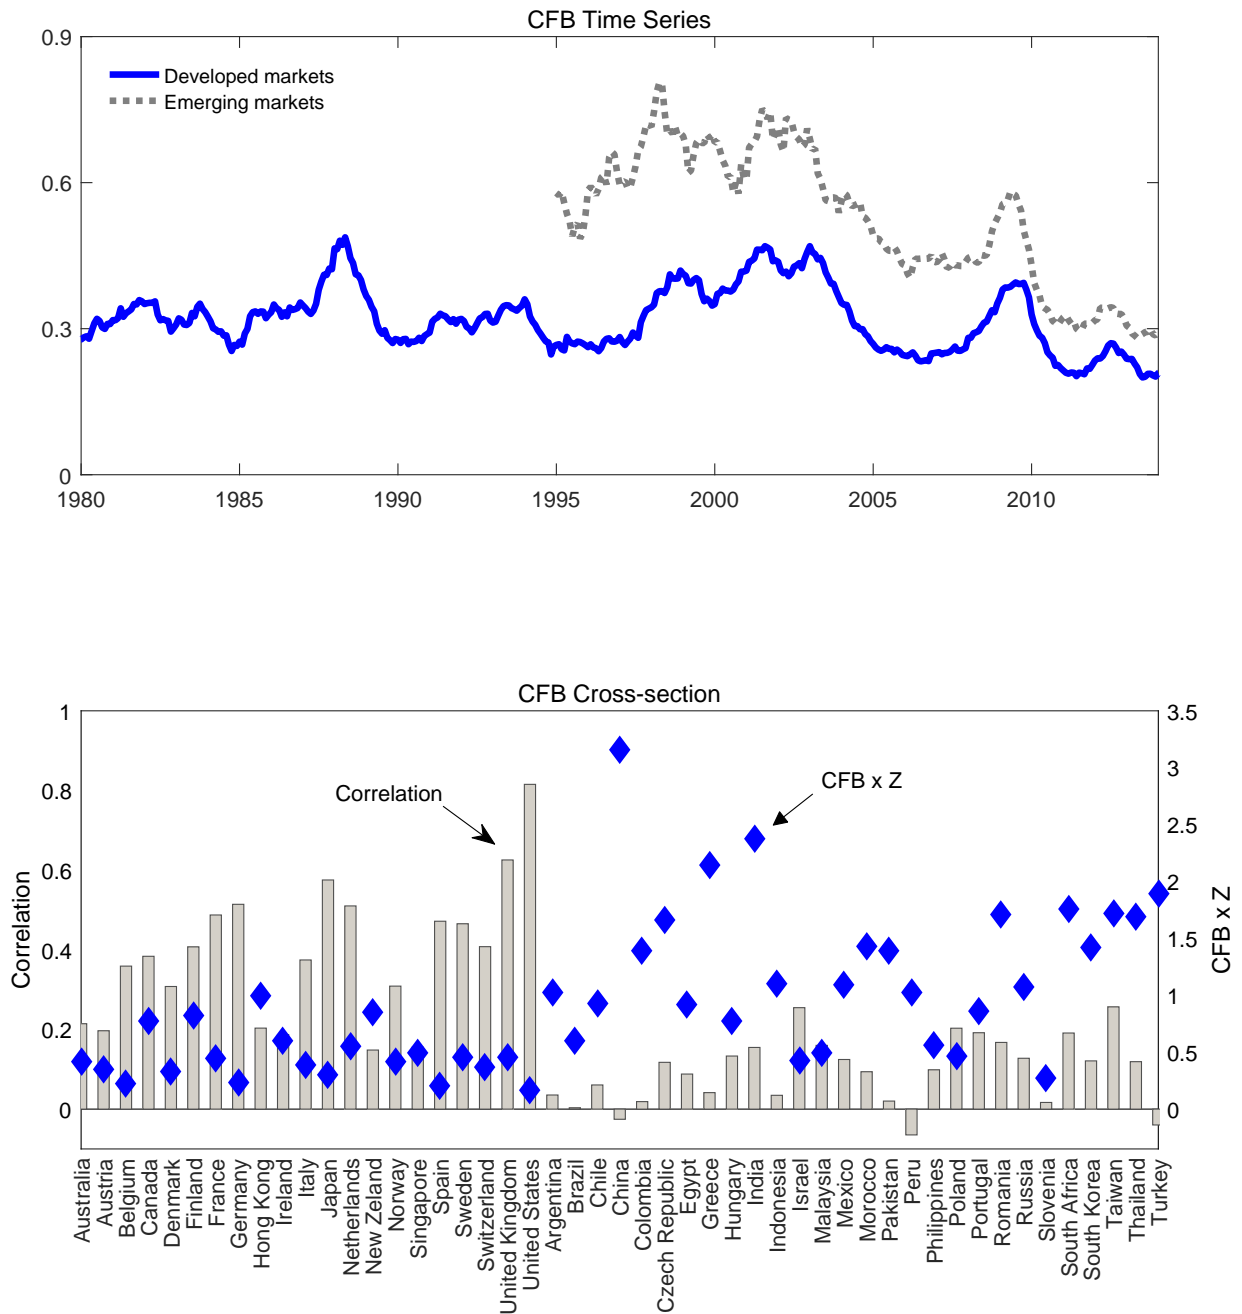 CFB Time Series
0.9
Developed markets
Emerging markets
0.6
0.3
0
1980 1985 1990 1995 2000 2005 2010
CFB Cross-section
1 3.5
3
0.8
Correlation
CFB x Z
2.5
0.6
2
0.4
1.5
1
0.2
0.5
0 0
Correlation
CFB x Z
Australia
Austria
Belgium
Canada
Denmark
Finland
France
Germany
Hong Kong
Ireland
Italy
Japan
Netherlands
New Zeland
Norway
Singapore
Spain
Sweden
Switzerland
United Kingdom
United States
Argentina
Brazil
Chile
China
Colombia
Czech Republic
Egypt
Greece
Hungary
India
Indonesia
Israel
Malaysia
Mexico
Morocco
Pakistan
Peru
Philippines
Poland
Portugal
Romania
Russia
Slovenia
South Africa
South Korea
Taiwan
Thailand
Turkey